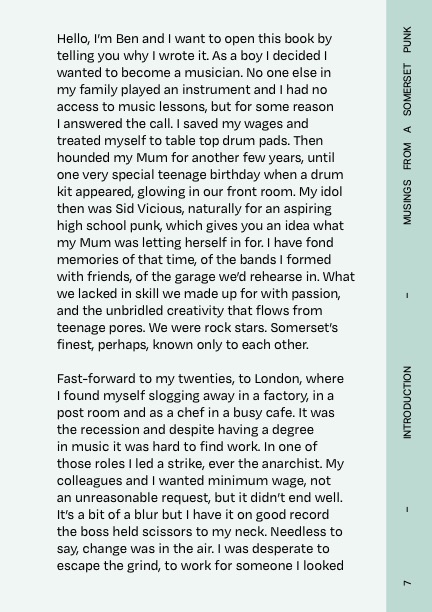 Hello, I'm Ben and I want to open this book by
telling you why I wrote it. As a boy I decided I
wanted to become a musician. No one else in
my family played an instrument and I had no
access to music lessons, but for some reason
I answered the call. I saved my wages and
treated myself to table top drum pads. Then
hounded my Mum for another few years, until
one very special teenage birthday when a drum
kit appeared, glowing in our front room. My idol
then was Sid Vicious, naturally for an aspiring
high school punk, which gives you an idea what
my Mum was letting herself in for. I have fond
memories of that time, of the bands I formed
with friends, of the garage we'd rehearse in. What
we lacked in skill we made up for with passion,
and the unbridled creativity that flows from
teenage pores. We were rock stars. Somerset's
finest, perhaps, known only to each other.
Fast-forward to my twenties, to London, where
I found myself slogging away in a factory, in a
post room and as a chef in a busy cafe. It was
the recession and despite having a degree
in music it was hard to find work. In one of
those roles I led a strike, ever the anarchist. My
colleagues and I wanted minimum wage, not
an unreasonable request, but it didn't end well.
It's a bit of a blur but I have it on good record
the boss held scissors to my neck. Needless to
say, change was in the air. I was desperate to
escape the grind, to work for someone I looked
7 – INTRODUCTION – MUSINGS FROM A SOMERSET PUNK